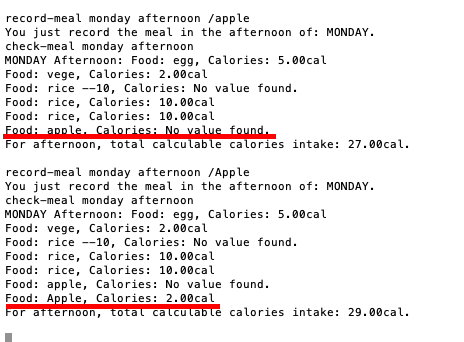 record-meal monday afternoon /apple
You just record the meal in the afternoon of: MONDAY.
check-meal monday afternoon
MONDAY Afternoon: Food: egg, Calories: 5.00cal
Food: vege, Calories: 2.00cal
Food: rice --10, Calories: No value found.
Food: rice, Calories: 10.00cal
Food: rice, Calories: 10.00cal
Food: apple, Calories: No value found.
For afternoon, total calculable calories intake: 27.00cal.
record-meal monday afternoon /Apple
You just record the meal in the afternoon of: MONDAY.
check-meal monday afternoon
MONDAY Afternoon: Food: egg, Calories: 5.00cal
Food: vege, Calories: 2.00cal
Food: rice --10, Calories: No value found.
Food: rice, Calories: 10.00cal
Food: rice, Calories: 10.00cal
Food: apple, Calories: No value found.
Food: Apple, Calories: 2.00cal
For afternoon, total calculable calories intake: 29.00cal.